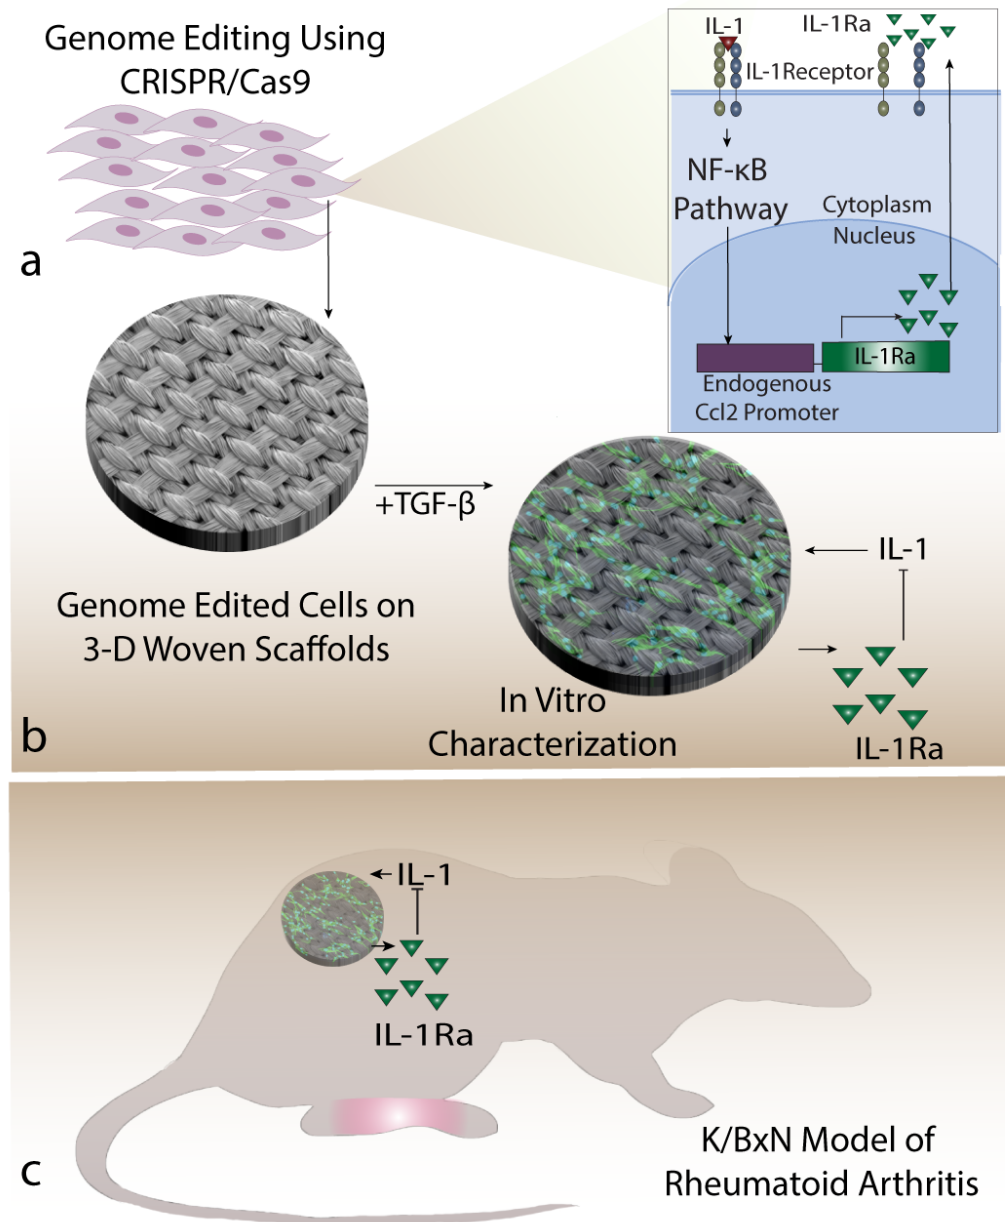 Genome Editing Using
CRISPR/Cas9
IL-1
IL-1Ra
IL-1Receptor
NF-κB
Pathway
Cytoplasm
Nucleus
IL-1Ra
Endogenous
Ccl2 Promoter
a
+TGF-β
IL-1
Genome Edited Cells on
3-D Woven Scaffolds
In Vitro
Characterization
IL-1Ra
b
IL-1
IL-1Ra
K/BxN Model of
Rheumatoid Arthritis
c